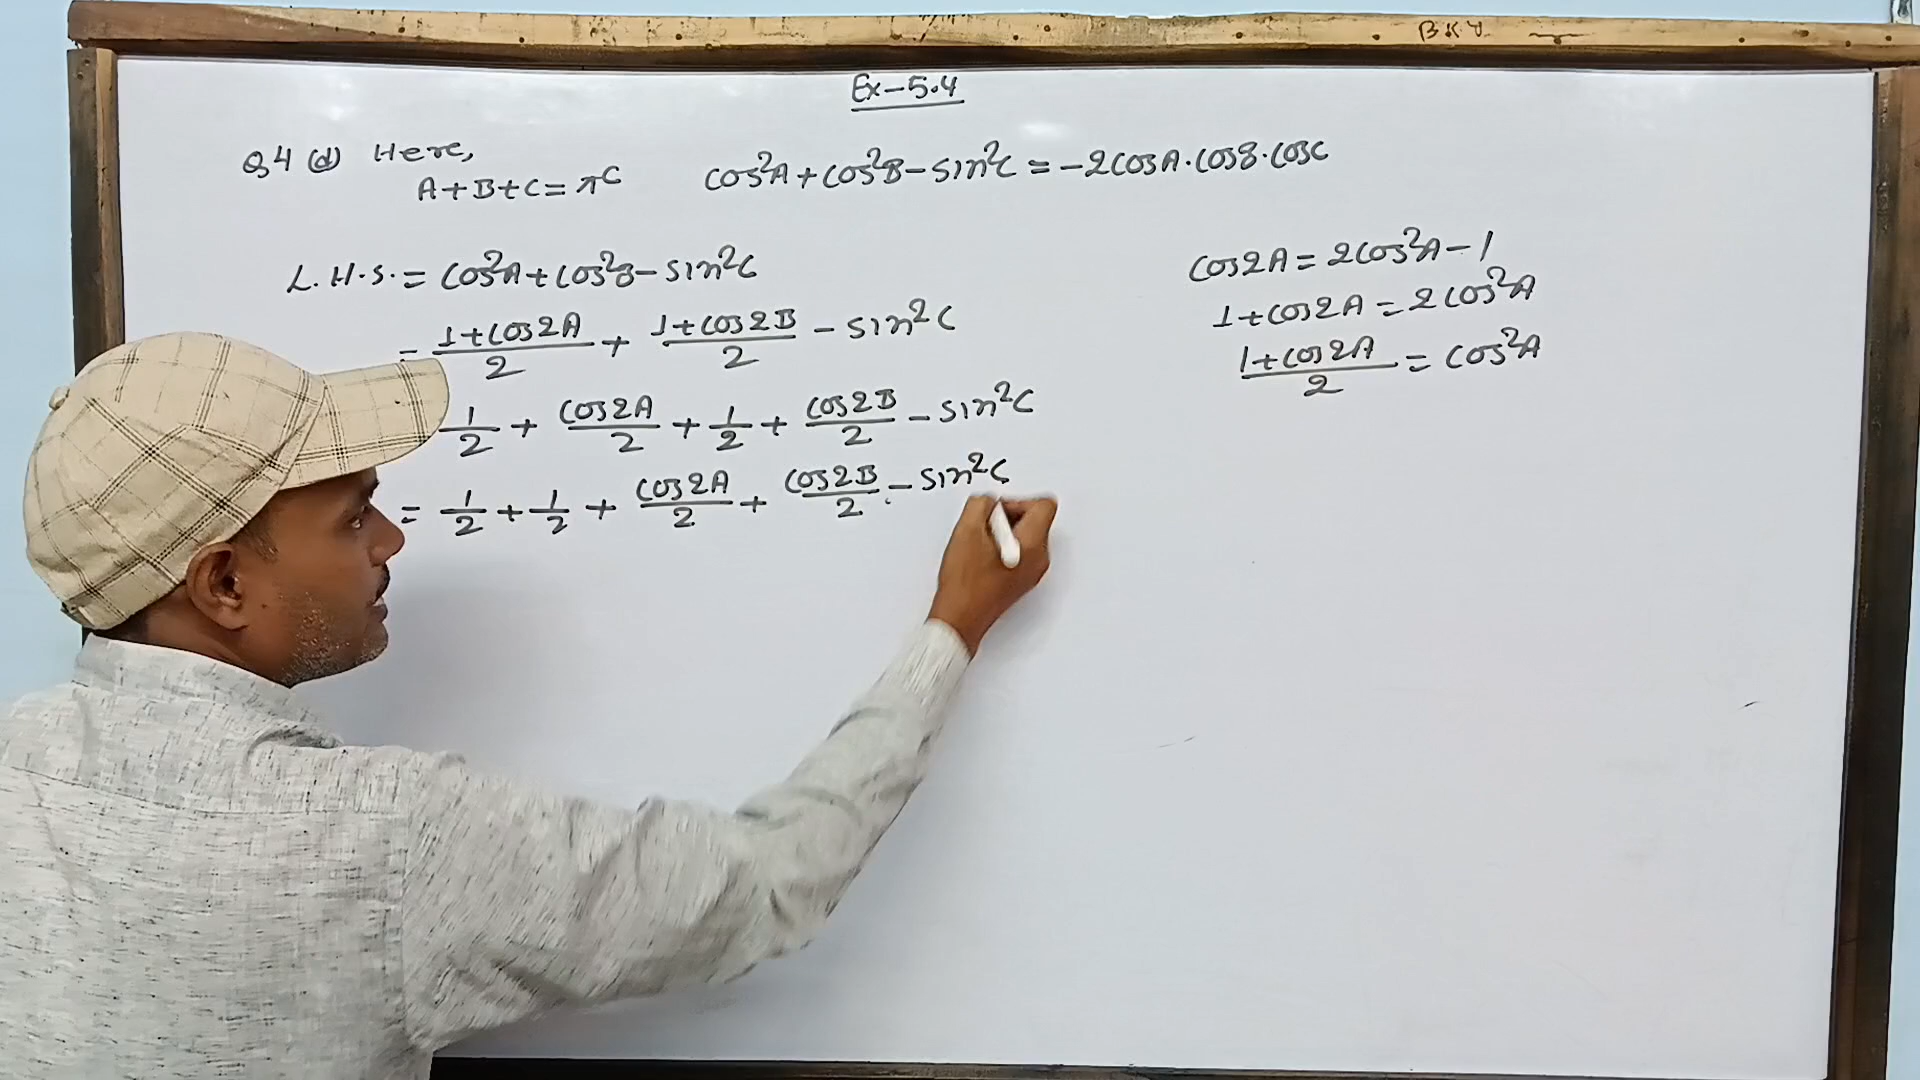 BKY
Ex-5.4
Q4 (d) Here,
A+B+C=πᶜ cos²A+cos²B-sin²C=-2cosA.cosB.cosC
L.H.S.= cos²A+cos²B-sin²C
= (1+cos2A)/2 + (1+cos2B)/2 - sin²C
1/2 + cos2A/2 + 1/2 + cos2B/2 - sin²C
= 1/2 + 1/2 + cos2A/2 + cos2B/2 - sin²C
cos2A=2cos²A-1
1+cos2A=2cos²A
(1+cos2A)/2 = cos²A